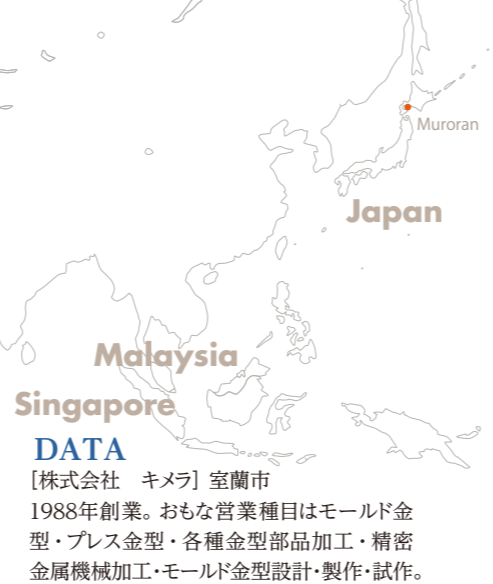 Muroran
Japan
Malaysia
Singapore
DATA
［株式会社　キメラ］ 室蘭市
1988年創業。おもな営業種目はモールド金
型・プレス金型・各種金型部品加工・精密
金属機械加工・モールド金型設計・製作・試作。